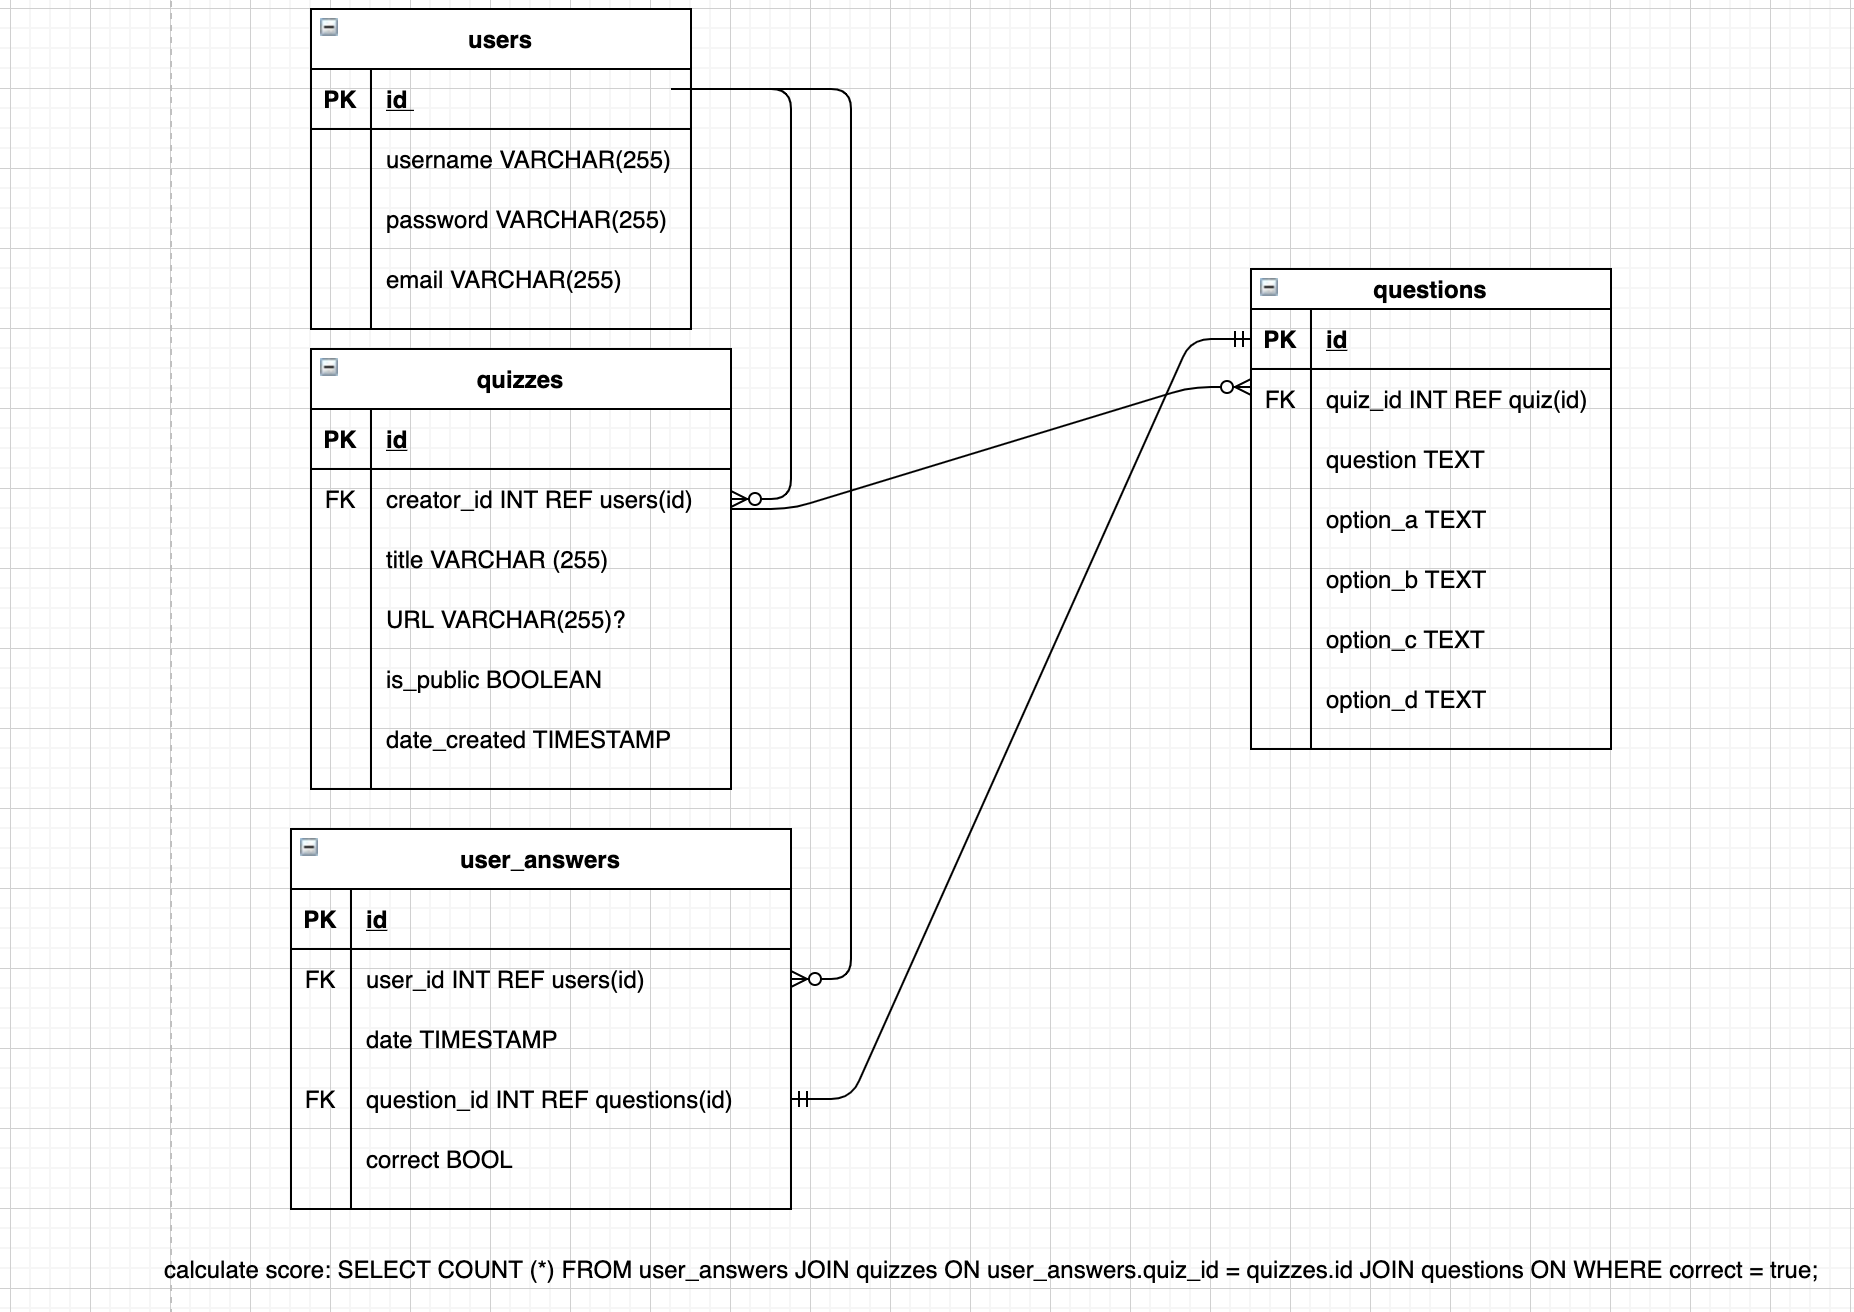 users
PK id
username VARCHAR(255)
password VARCHAR(255)
email VARCHAR(255)
quizzes
PK id
FK creator_id INT REF users(id)
title VARCHAR (255)
URL VARCHAR(255)?
is_public BOOLEAN
date_created TIMESTAMP
questions
PK id
FK quiz_id INT REF quiz(id)
question TEXT
option_a TEXT
option_b TEXT
option_c TEXT
option_d TEXT
user_answers
PK id
FK user_id INT REF users(id)
date TIMESTAMP
FK question_id INT REF questions(id)
correct BOOL
calculate score: SELECT COUNT (*) FROM user_answers JOIN quizzes ON user_answers.quiz_id = quizzes.id JOIN questions ON WHERE correct = true;